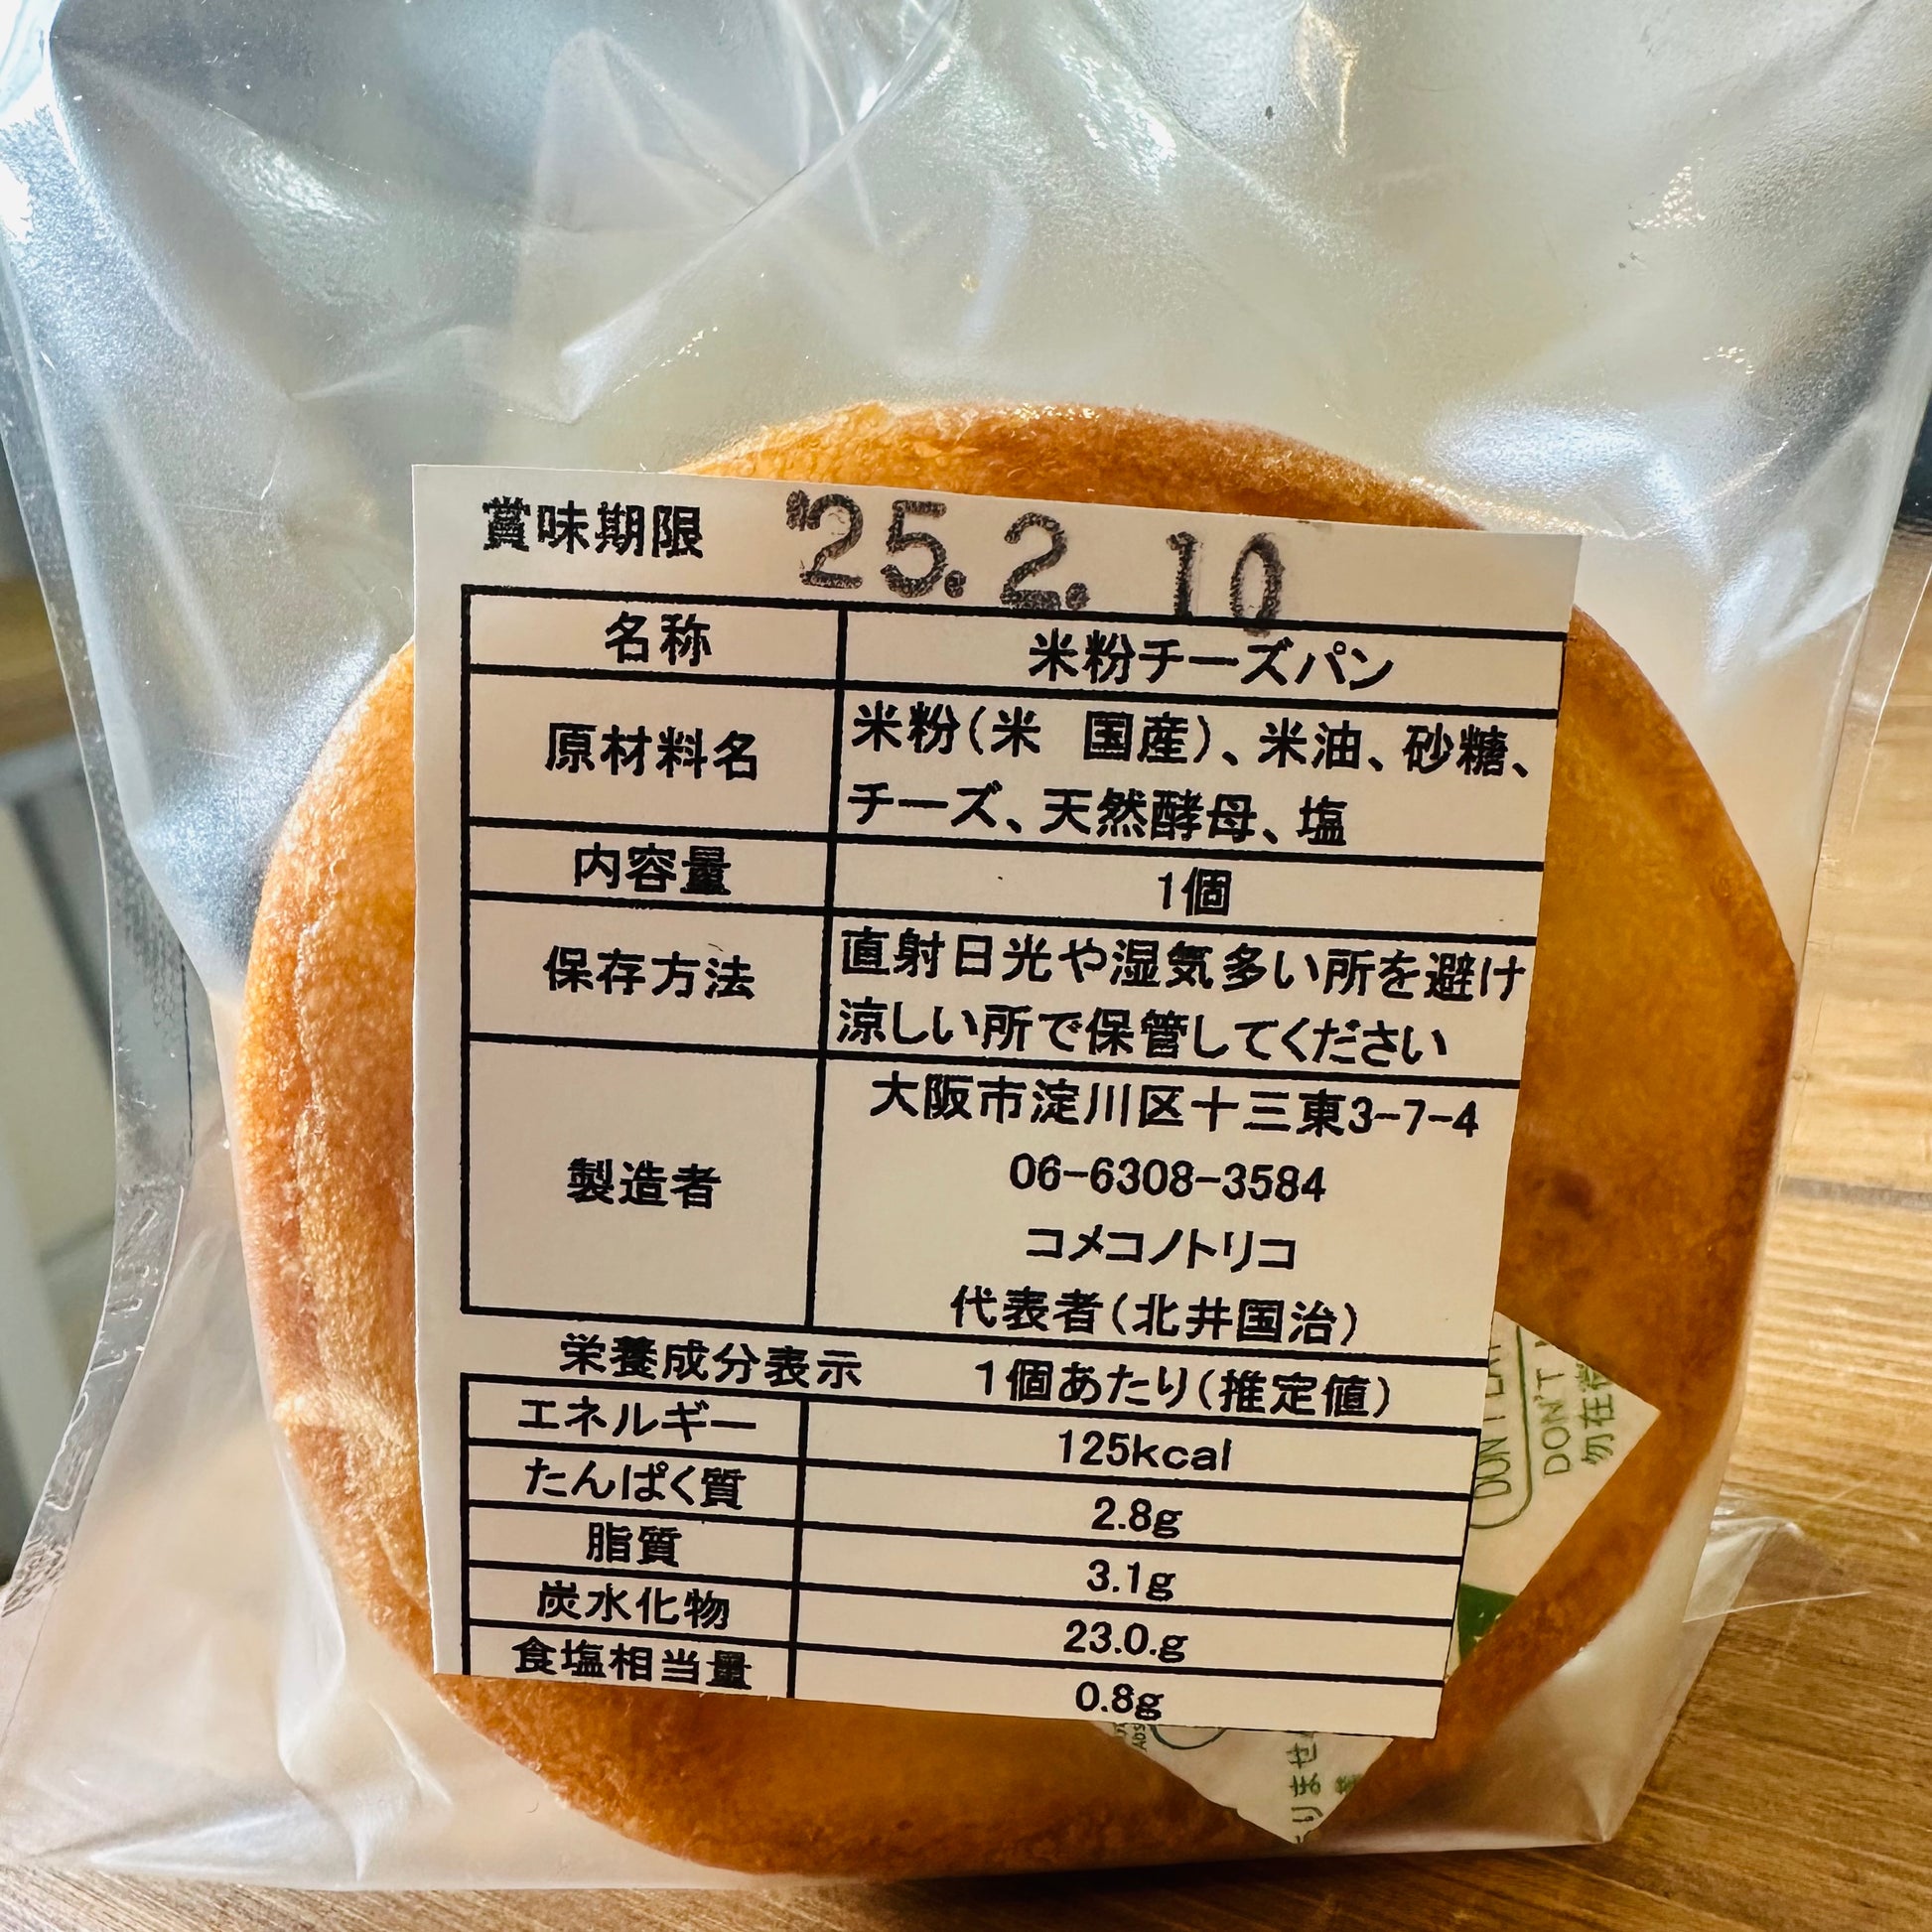 賞味期限 '25.2.10
名称 米粉チーズパン
原材料名 米粉(米 国産)、米油、砂糖、
チーズ、天然酵母、塩
内容量 1個
保存方法 直射日光や湿気多い所を避け
涼しい所で保管してください
製造者 大阪市淀川区十三東3-7-4
06-6308-3584
コメコノトリコ
代表者(北井国治)
栄養成分表示 1個あたり(推定値)
エネルギー 125kcal
たんぱく質 2.8g
脂質 3.1g
炭水化物 23.0.g
食塩相当量 0.8g
DON'T
DON'T
勿在
りませ